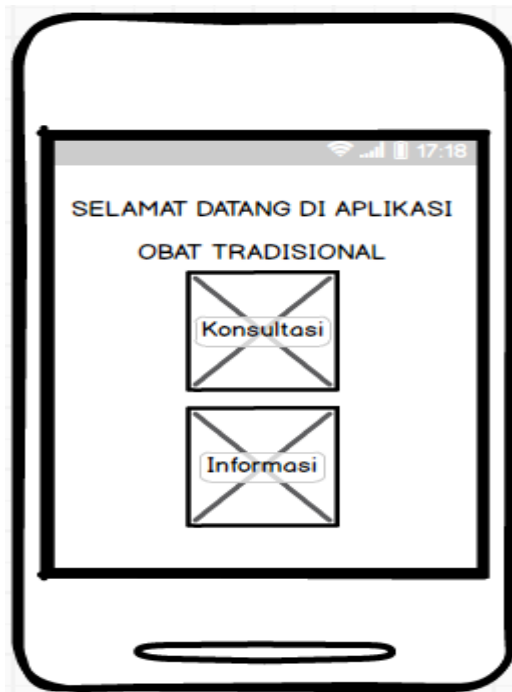 17:18
SELAMAT DATANG DI APLIKASI
OBAT TRADISIONAL
Konsultasi
Informasi